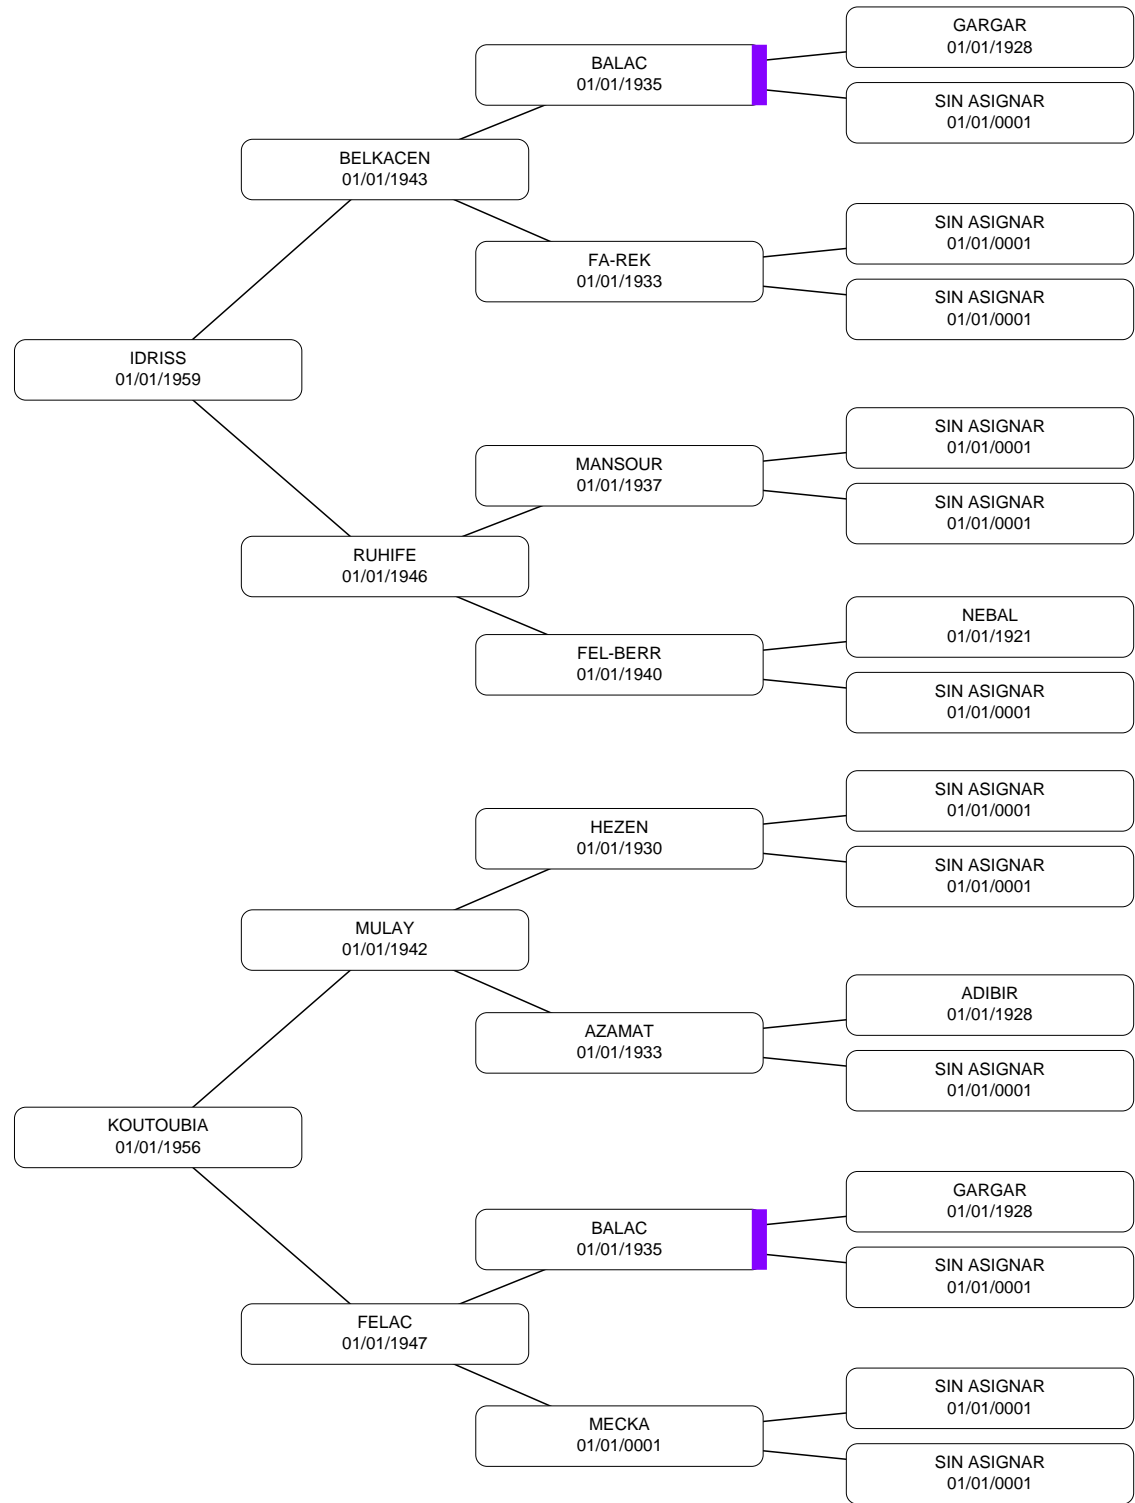 GARGAR
01/01/1928
BALAC
01/01/1935
SIN ASIGNAR
01/01/0001
BELKACEN
01/01/1943
SIN ASIGNAR
01/01/0001
FA-REK
01/01/1933
SIN ASIGNAR
01/01/0001
IDRISS
01/01/1959
SIN ASIGNAR
01/01/0001
MANSOUR
01/01/1937
SIN ASIGNAR
01/01/0001
RUHIFE
01/01/1946
NEBAL
01/01/1921
FEL-BERR
01/01/1940
SIN ASIGNAR
01/01/0001
SIN ASIGNAR
01/01/0001
HEZEN
01/01/1930
SIN ASIGNAR
01/01/0001
MULAY
01/01/1942
ADIBIR
01/01/1928
AZAMAT
01/01/1933
SIN ASIGNAR
01/01/0001
KOUTOUBIA
01/01/1956
GARGAR
01/01/1928
BALAC
01/01/1935
SIN ASIGNAR
01/01/0001
FELAC
01/01/1947
SIN ASIGNAR
01/01/0001
MECKA
01/01/0001
SIN ASIGNAR
01/01/0001